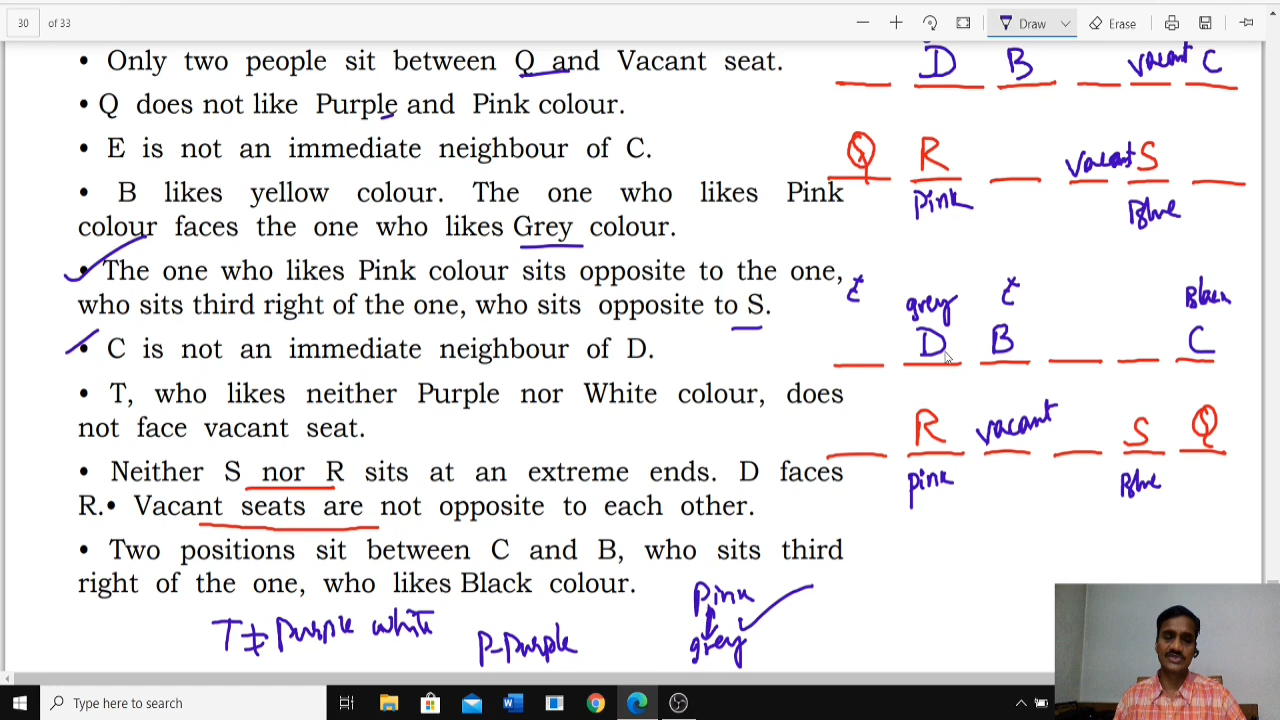 30 of 33
Draw
Erase
• Only two people sit between Q and Vacant seat.
• Q does not like Purple and Pink colour.
• E is not an immediate neighbour of C.
• B likes yellow colour. The one who likes Pink
colour faces the one who likes Grey colour.
• The one who likes Pink colour sits opposite to the one,
who sits third right of the one, who sits opposite to S.
• C is not an immediate neighbour of D.
• T, who likes neither Purple nor White colour, does
not face vacant seat.
• Neither S nor R sits at an extreme ends. D faces
R.• Vacant seats are not opposite to each other.
• Two positions sit between C and B, who sits third
right of the one, who likes Black colour.
T ≠ Purple white
P-purple
Pink
grey
D B vacant C
Q R vacant S
Pink Blue
grey Black
D B C
R vacant S Q
pink Blue
Type here to search